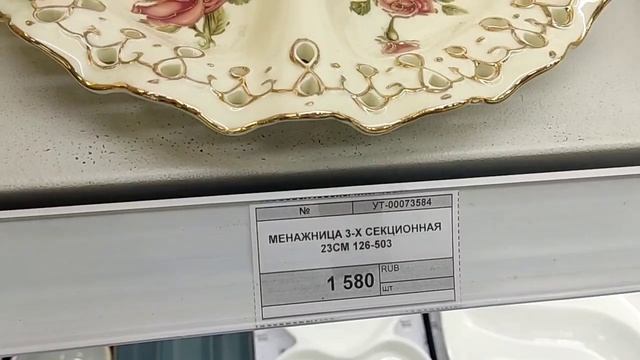 № УТ-00073584
МЕНАЖНИЦА 3-Х СЕКЦИОННАЯ
23СМ 126-503
1 580 RUB
шт